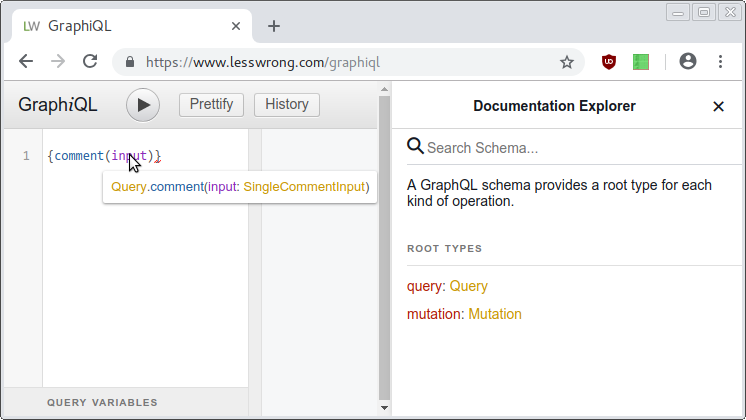 LW GraphiQL
https://www.lesswrong.com/graphiql
GraphiQL Prettify History
1 {comment(input)}
Query.comment(input: SingleCommentInput)
QUERY VARIABLES
Documentation Explorer
Search Schema...
A GraphQL schema provides a root type for each
kind of operation.
ROOT TYPES
query: Query
mutation: Mutation